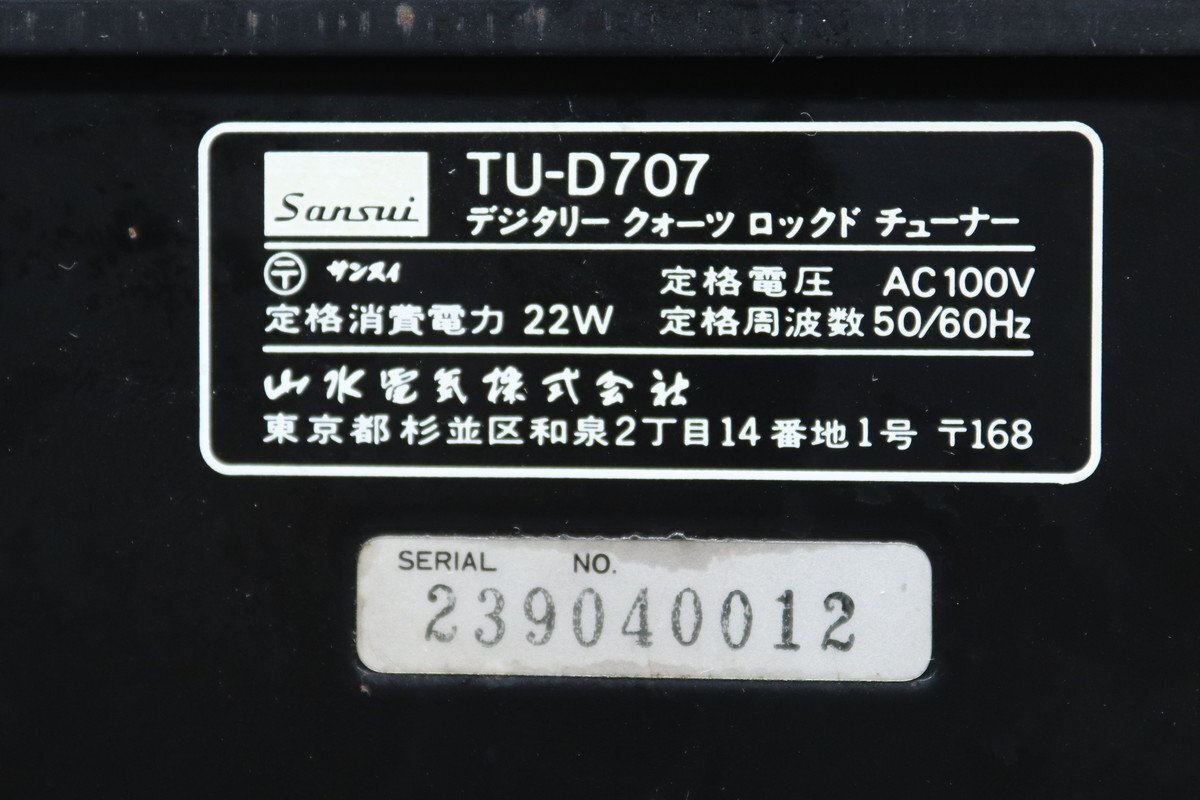 Sansui
TU-D707
デジタリー クォーツ ロックド チューナー
〒 サンスイ
定格電圧 AC100V
定格消費電力 22W 定格周波数 50/60Hz
山水電気株式会社
東京都杉並区和泉2丁目14番地1号 〒168
SERIAL NO.
239040012